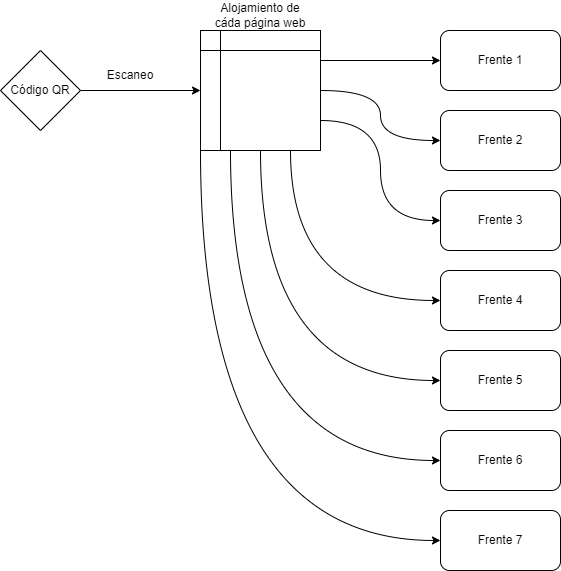 Alojamiento de
cáda página web
Código QR
Escaneo
Frente 1
Frente 2
Frente 3
Frente 4
Frente 5
Frente 6
Frente 7